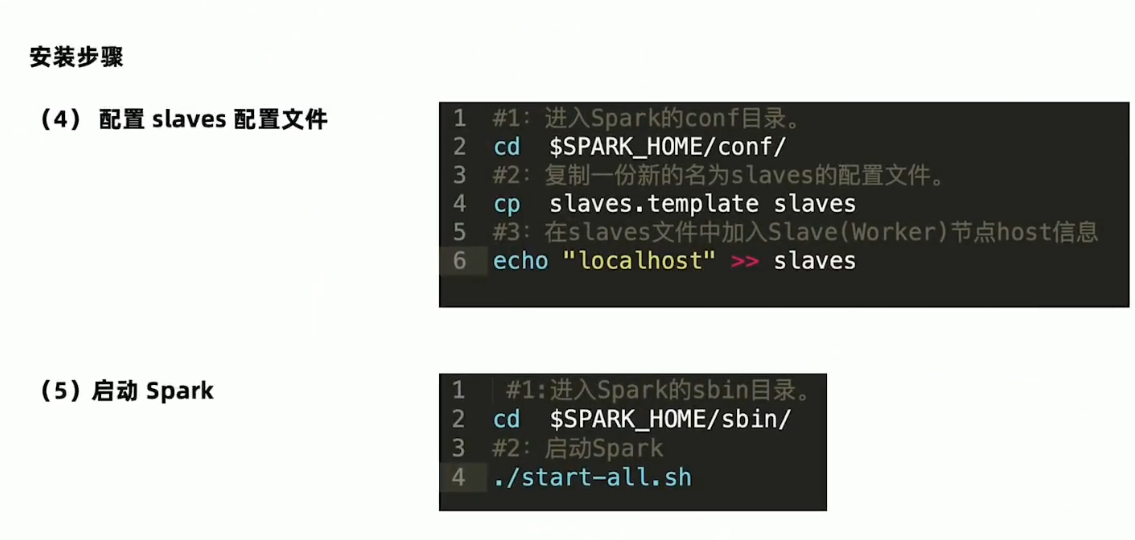 安装步骤
（4） 配置 slaves 配置文件
1 #1：进入Spark的conf目录。
2 cd  $SPARK_HOME/conf/
3 #2：复制一份新的名为slaves的配置文件。
4 cp  slaves.template slaves
5 #3：在slaves文件中加入Slave(Worker)节点host信息
6 echo "localhost" >> slaves
（5）启动 Spark
1 #1:进入Spark的sbin目录。
2 cd  $SPARK_HOME/sbin/
3 #2：启动Spark
4 ./start-all.sh